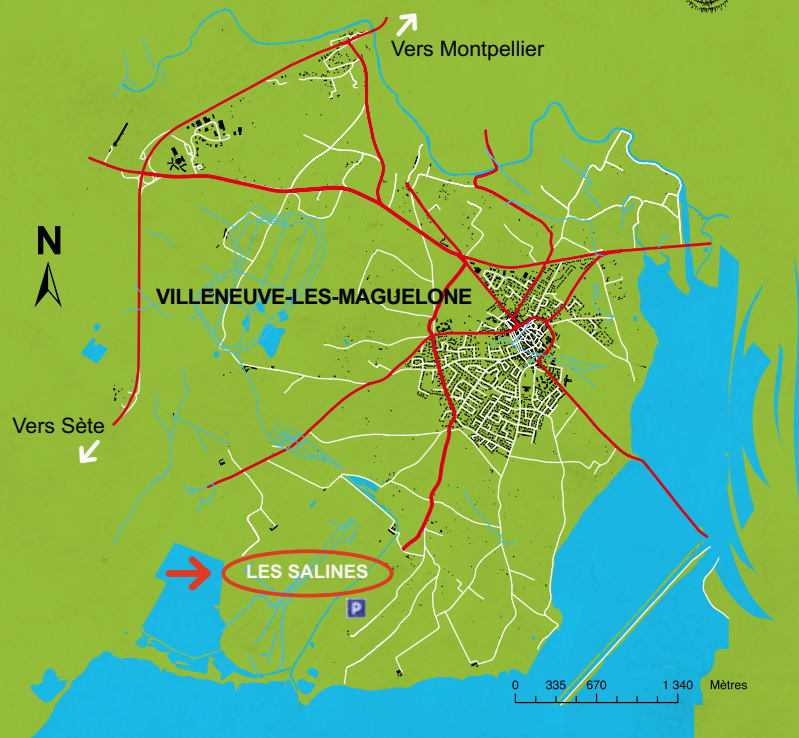 Vers Montpellier
N
VILLENEUVE-LES-MAGUELONE
Vers Sète
LES SALINES
P
0 335 670 1 340 Mètres